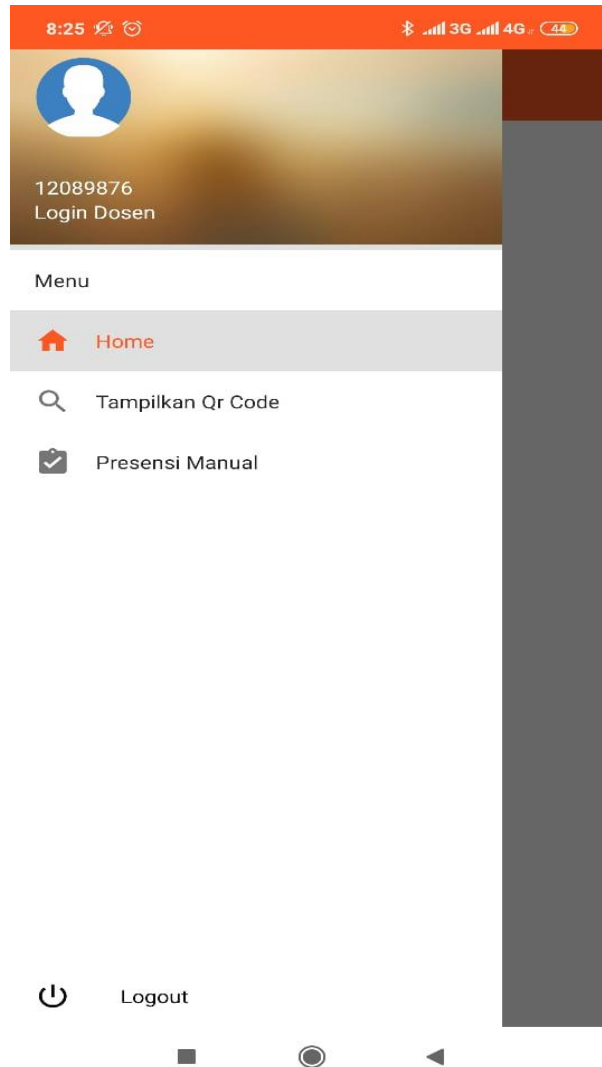 8:25 3G 4G 44
12089876
Login Dosen
Menu
Home
Tampilkan Qr Code
Presensi Manual
Logout